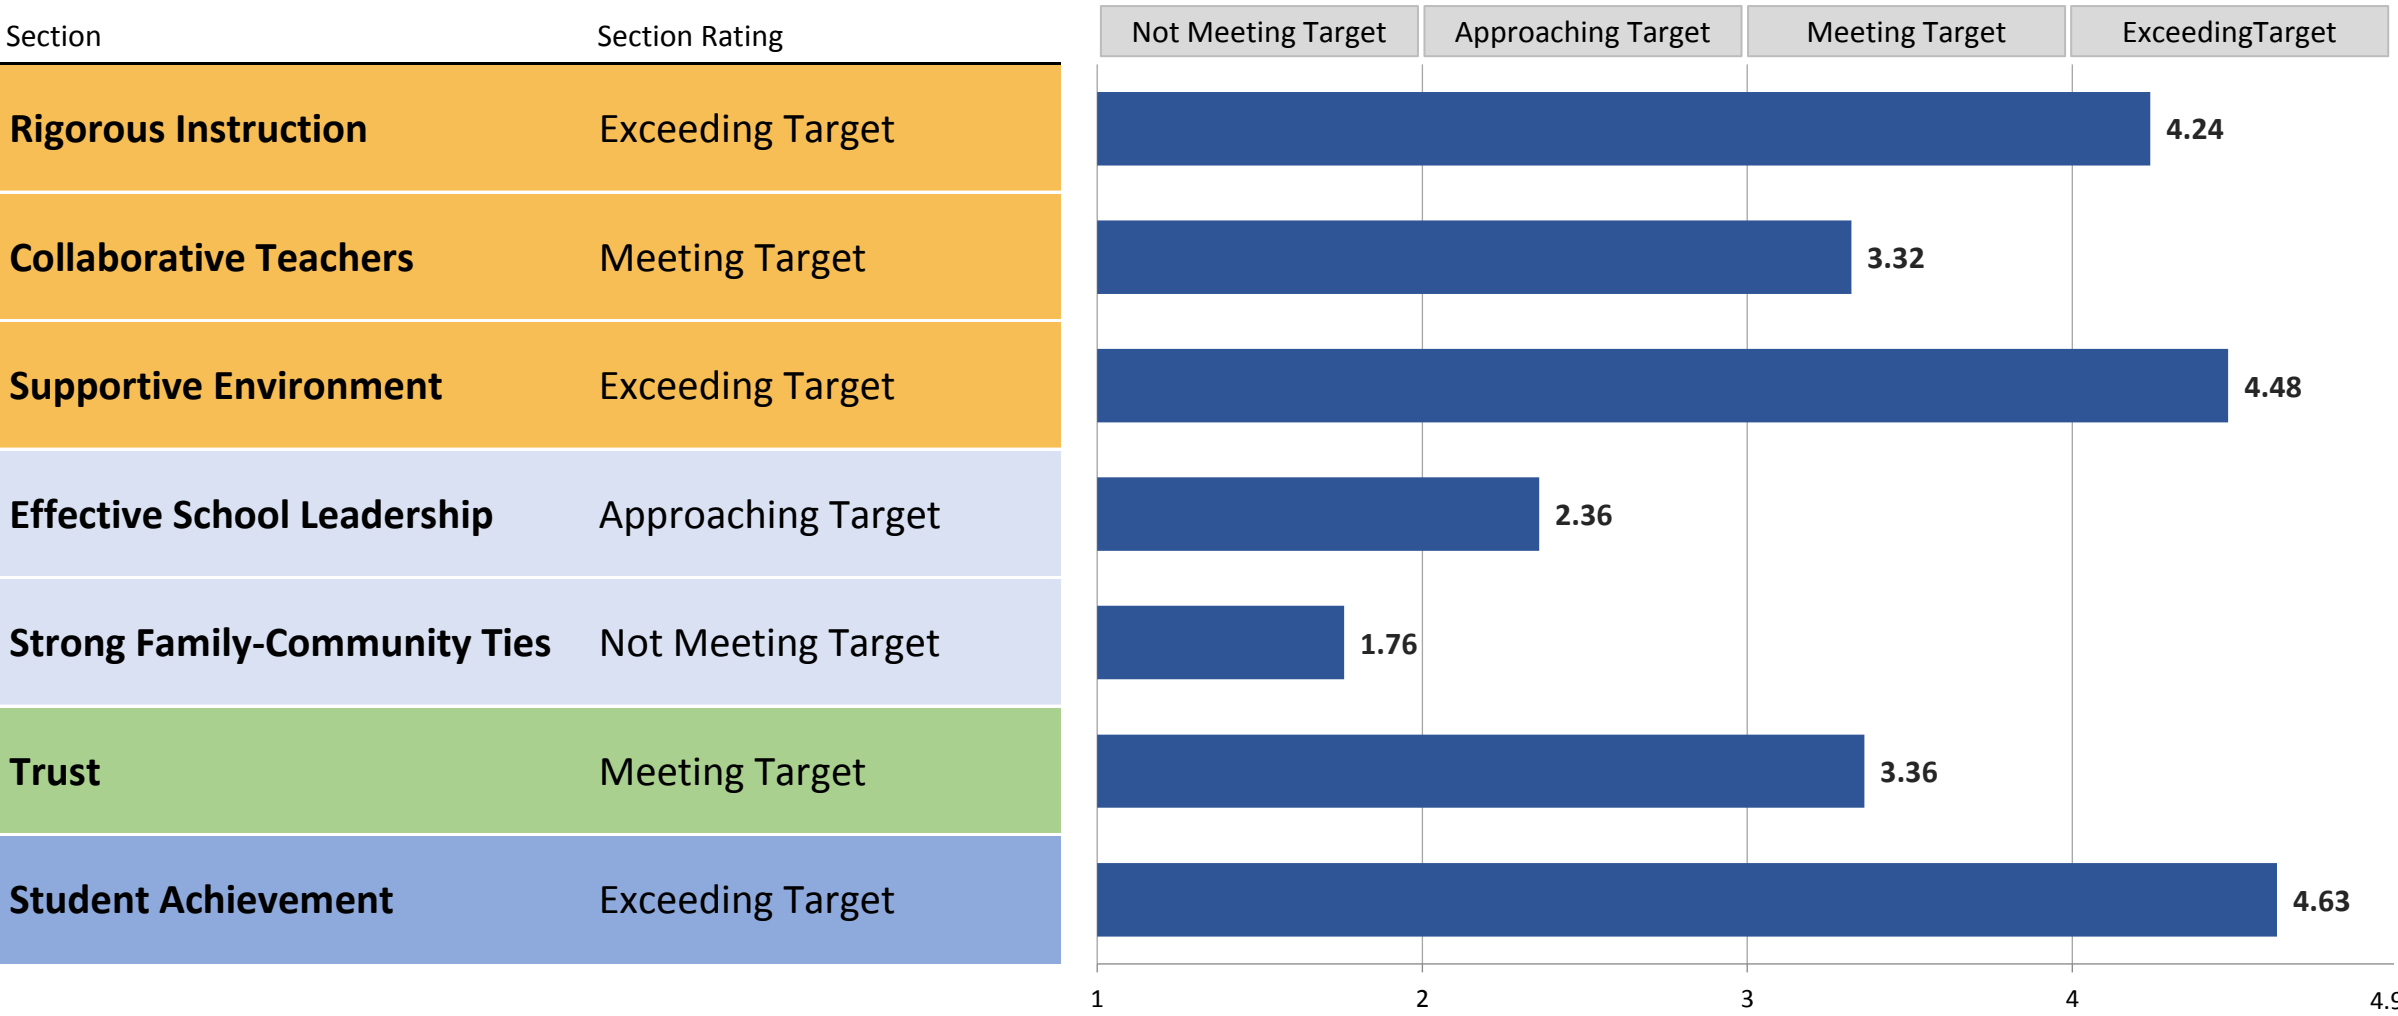 Section Section Rating Not Meeting Target Approaching Target Meeting Target ExceedingTarget
Rigorous Instruction Exceeding Target 4.24
Collaborative Teachers Meeting Target 3.32
Supportive Environment Exceeding Target 4.48
Effective School Leadership Approaching Target 2.36
Strong Family-Community Ties Not Meeting Target 1.76
Trust Meeting Target 3.36
Student Achievement Exceeding Target 4.63
1 2 3 4 4.9